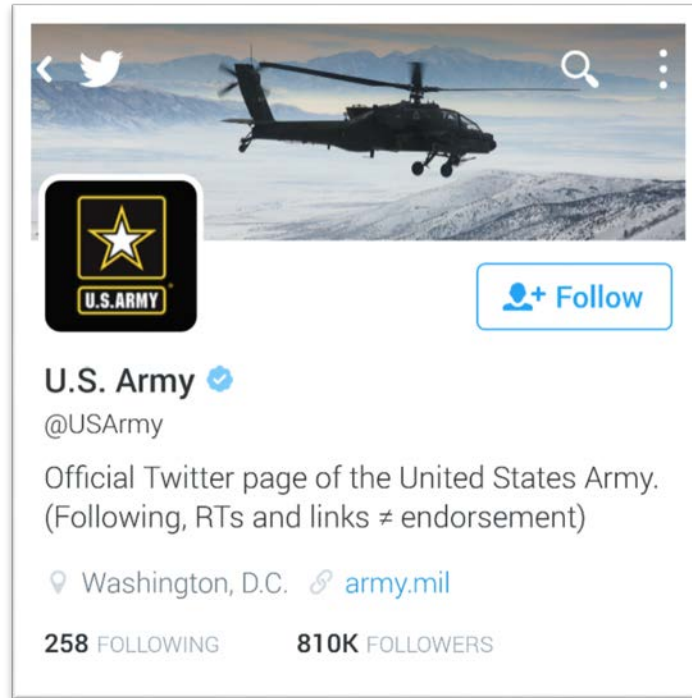 U.S.ARMY
Follow
U.S. Army
@USArmy
Official Twitter page of the United States Army.
(Following, RTs and links ≠ endorsement)
Washington, D.C. army.mil
258 FOLLOWING 810K FOLLOWERS